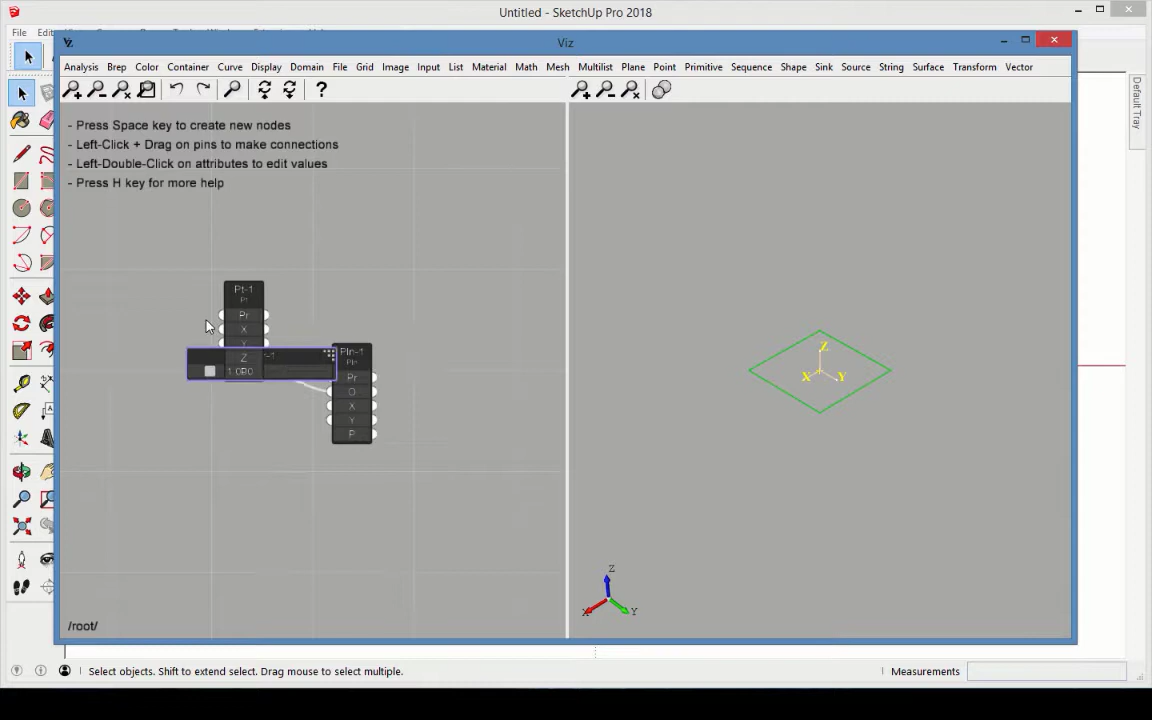 Untitled - SketchUp Pro 2018
File
Viz
Analysis Brep Color Container Curve Display Domain File Grid Image Input List Material Math Mesh Multilist Plane Point Primitive Sequence Shape Sink Source String Surface Transform Vector
- Press Space key to create new nodes
- Left-Click + Drag on pins to make connections
- Left-Double-Click on attributes to edit values
- Press H key for more help
Default Tray
Pt-1
Pt
Pr
X
Y
Z
Pln-1
Pln
Pr
O
X
Y
P
Z
X Y
Z
X Y
/root/
Select objects. Shift to extend select. Drag mouse to select multiple.
Measurements